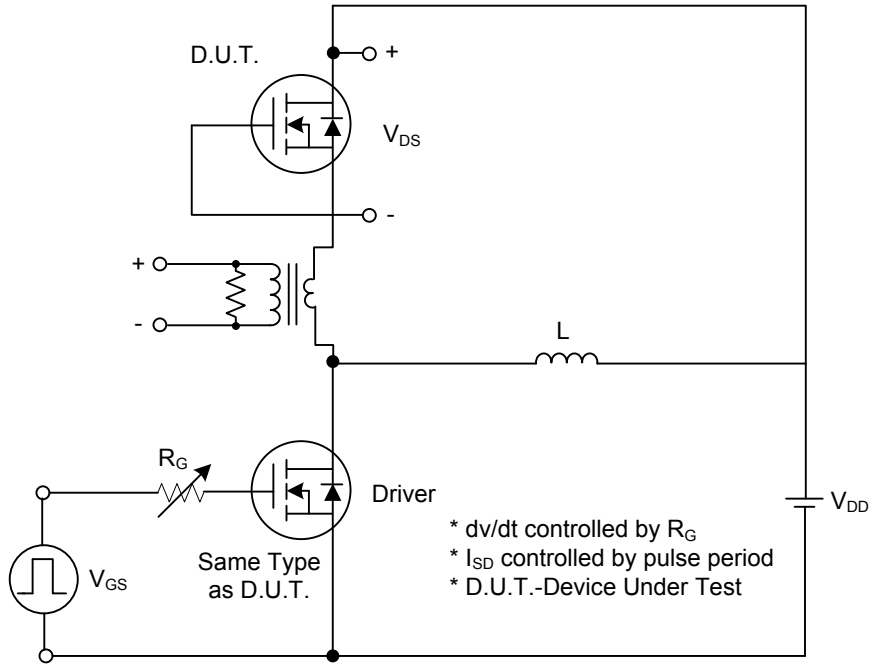 D.U.T.
+
V_DS
-
+
-
L
R_G
Driver
V_DD
Same Type
as D.U.T.
V_GS
* dv/dt controlled by R_G
* I_SD controlled by pulse period
* D.U.T.-Device Under Test